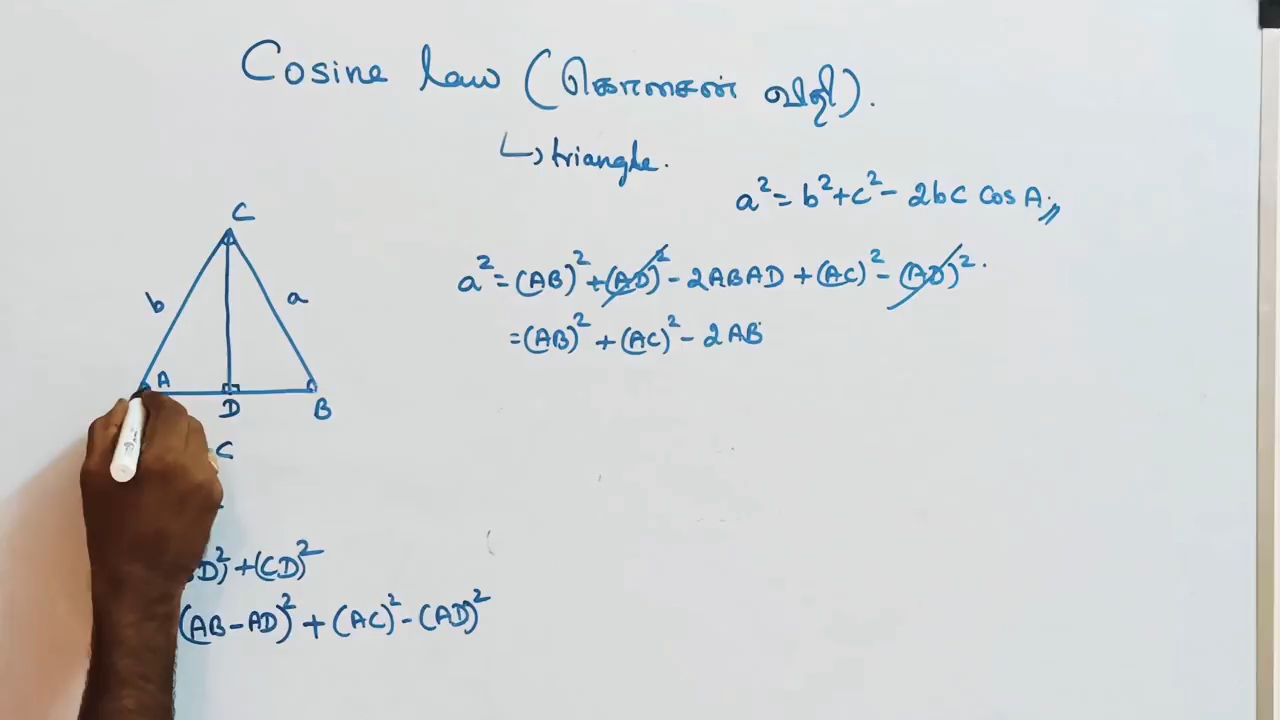 Cosine law (கொசைன் விதி).
↳ triangle.
a² = b² + c² - 2bc cos A //
C
a² = (AB)² + (AD)² - 2ABAD + (AC)² - (AD)².
b
a
= (AB)² + (AC)² - 2AB
A
D
B
C
D)² + (CD)²
(AB - AD)² + (AC)² - (AD)²